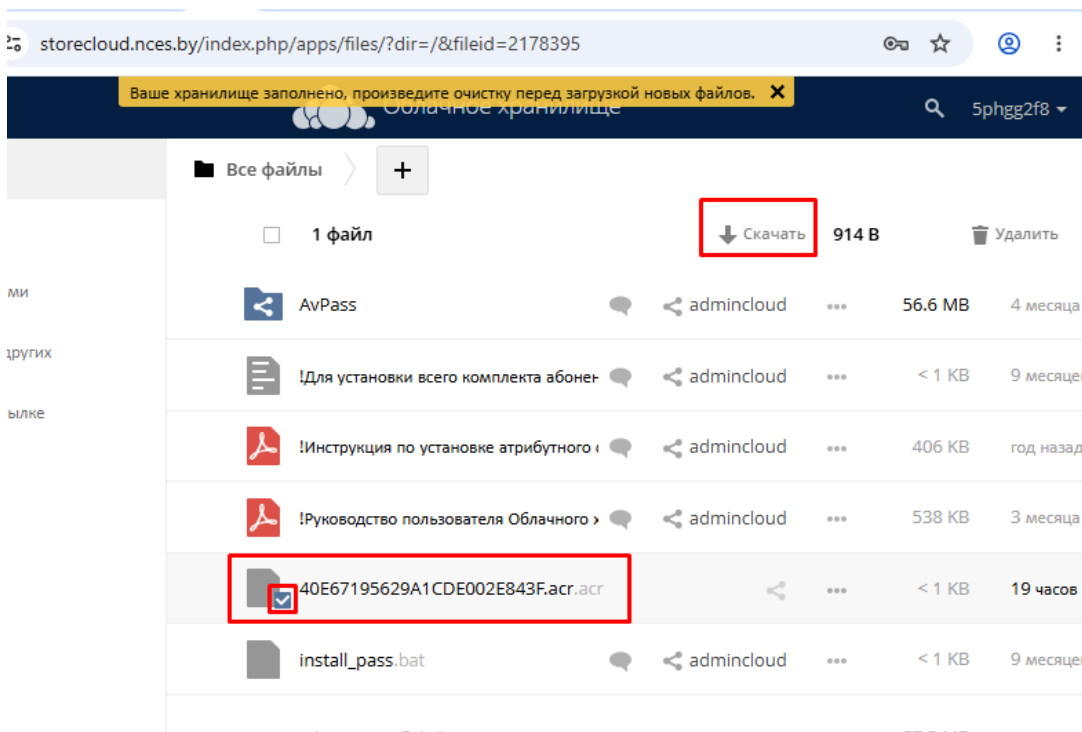 storecloud.nces.by/index.php/apps/files/?dir=/&fileid=2178395
Ваше хранилище заполнено, произведите очистку перед загрузкой новых файлов. X
Облачное хранилище
5phgg2f8
Все файлы
+
1 файл Скачать 914 B Удалить
ми
AvPass admincloud ••• 56.6 MB 4 месяца
других
!Для установки всего комплекта абонен admincloud ••• < 1 KB 9 месяцев
ылке
!Инструкция по установке атрибутного с admincloud ••• 406 KB год назад
!Руководство пользователя Облачного х admincloud ••• 538 KB 3 месяца
40E67195629A1CDE002E843F.acr.acr ••• < 1 KB 19 часов
install_pass.bat admincloud ••• < 1 KB 9 месяцев